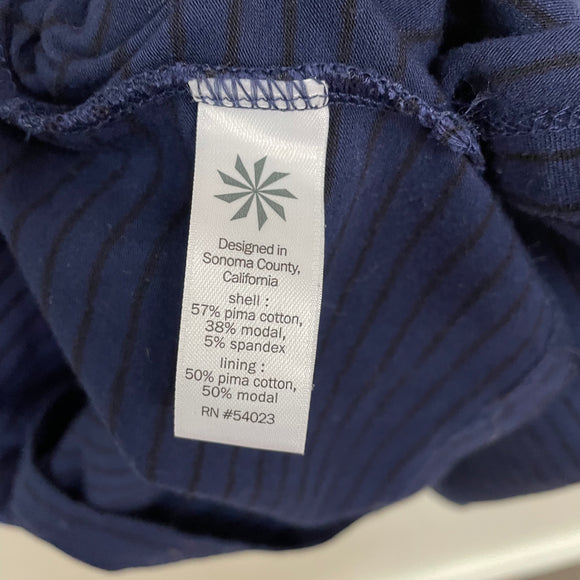 Designed in
Sonoma County,
California
shell :
57% pima cotton,
38% modal,
5% spandex
lining :
50% pima cotton,
50% modal
RN #54023